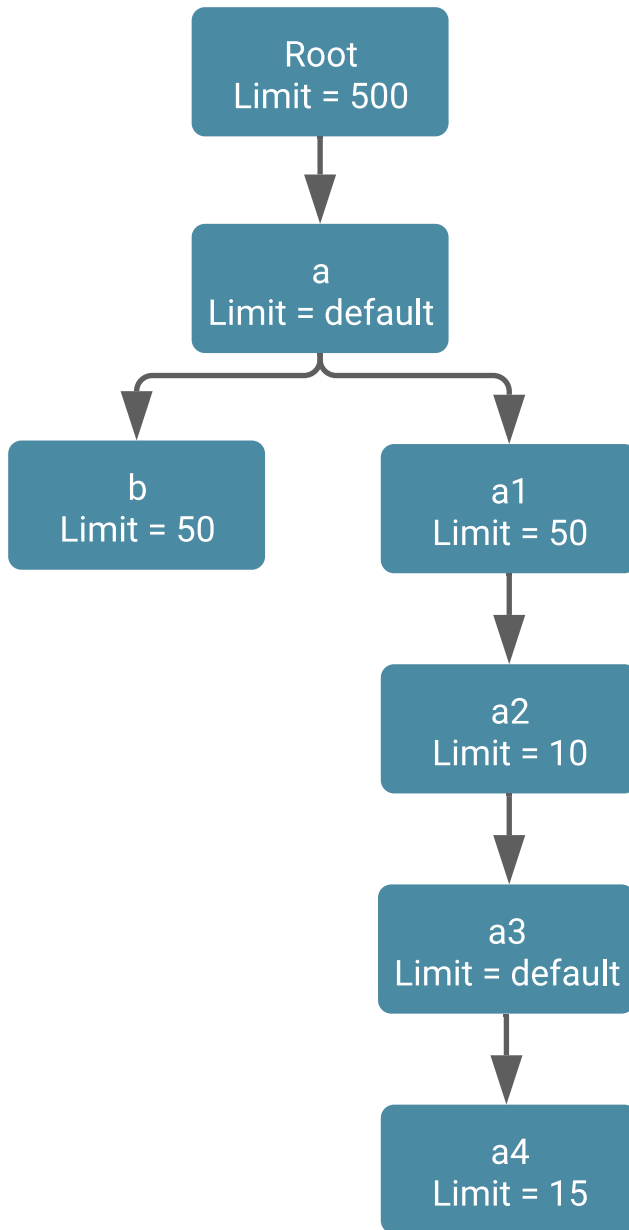 Root
Limit = 500
a
Limit = default
b
Limit = 50
a1
Limit = 50
a2
Limit = 10
a3
Limit = default
a4
Limit = 15